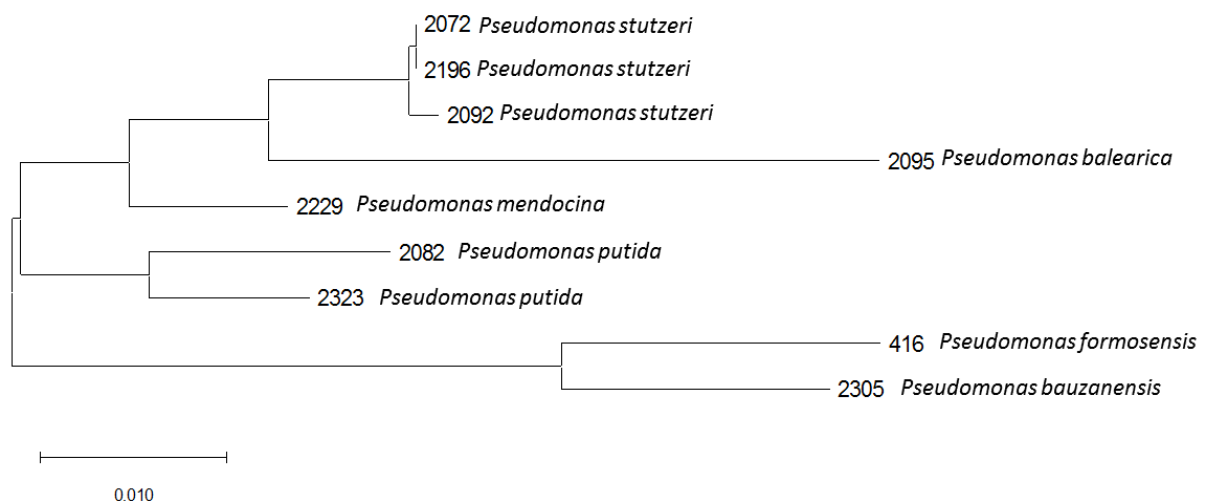 2072 Pseudomonas stutzeri
2196 Pseudomonas stutzeri
2092 Pseudomonas stutzeri
2095 Pseudomonas balearica
2229 Pseudomonas mendocina
2082 Pseudomonas putida
2323 Pseudomonas putida
416 Pseudomonas formosensis
2305 Pseudomonas bauzanensis
0.010